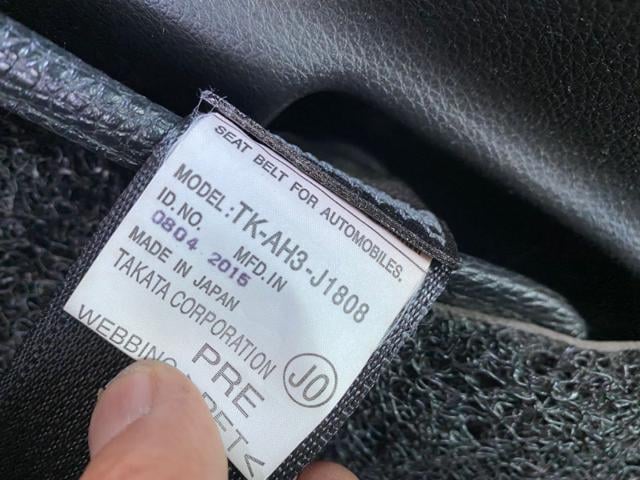 SEAT BELT FOR AUTOMOBILES.
MODEL: TK-AH3-J1808
ID.NO. MFD.IN
0804 2015
MADE IN JAPAN
TAKATA CORPORATION
PRE JO
WEBBING